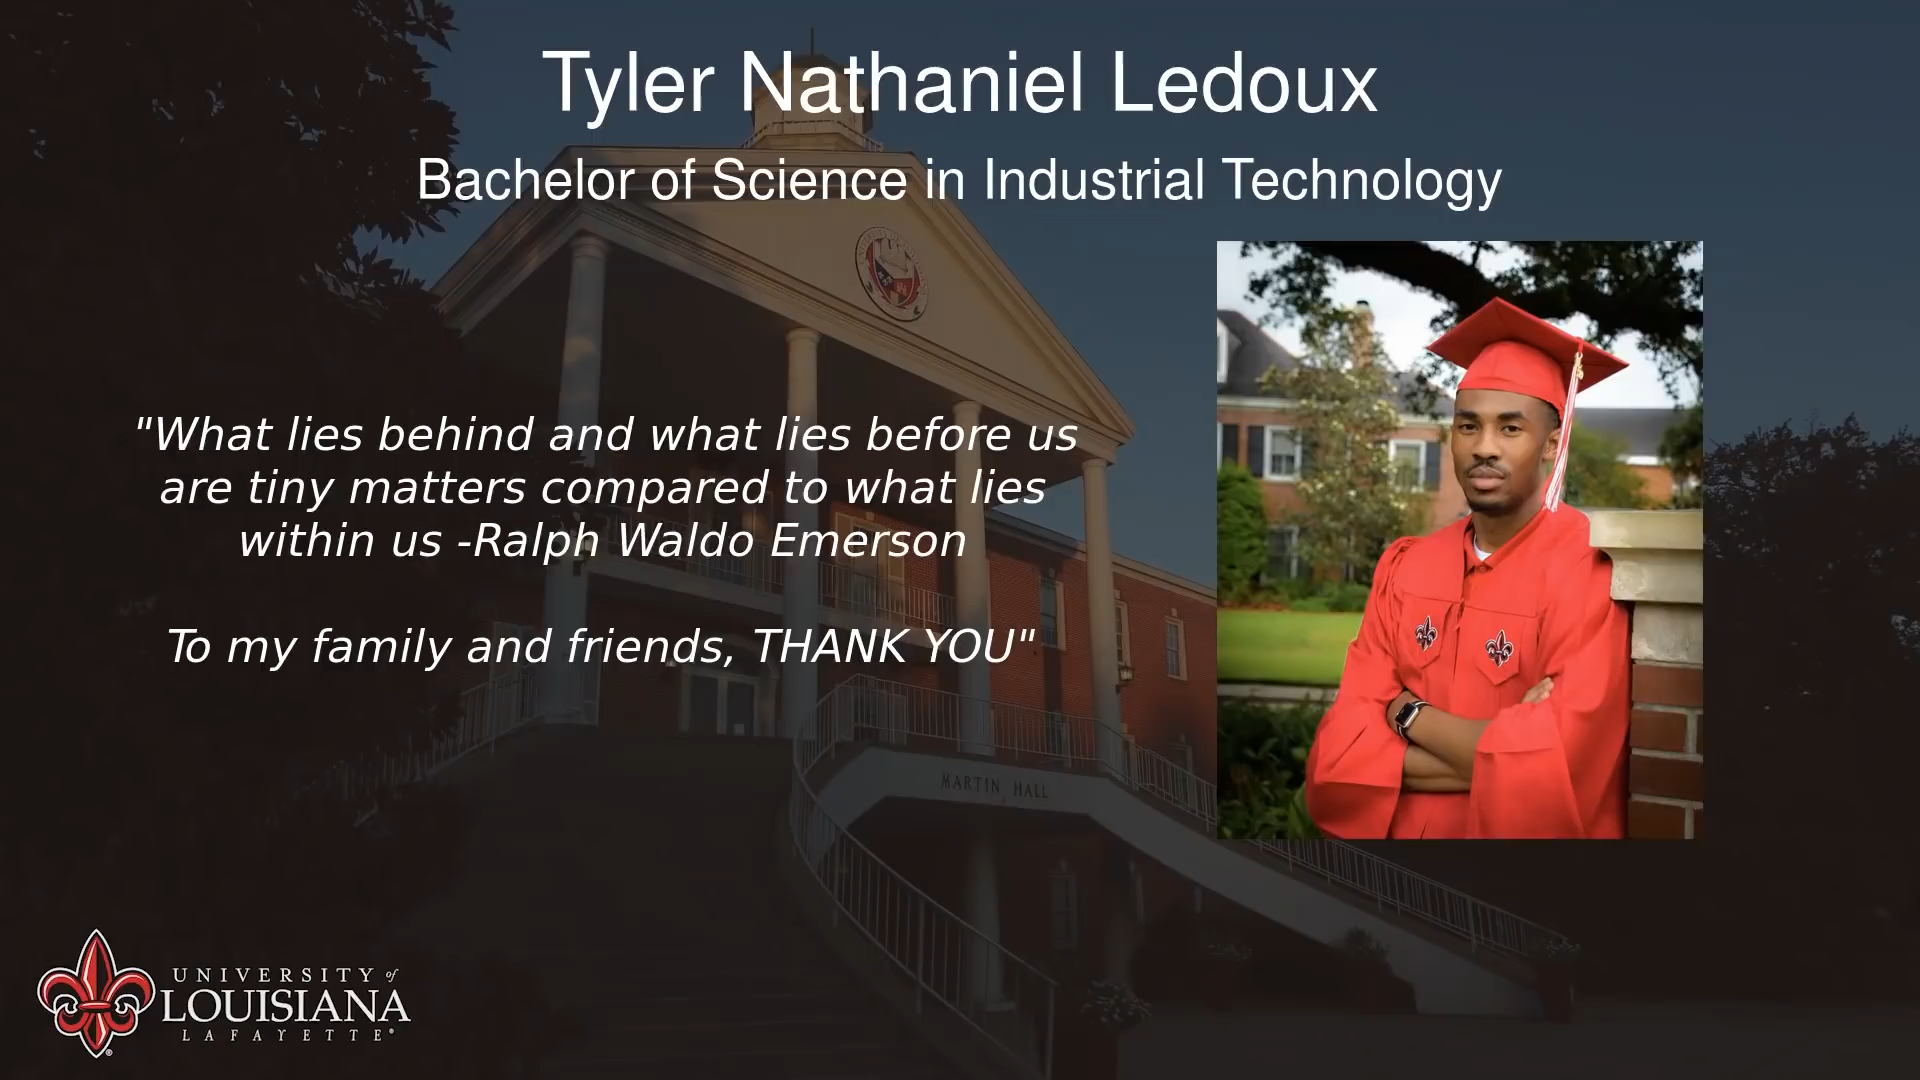 Tyler Nathaniel Ledoux
Bachelor of Science in Industrial Technology
"What lies behind and what lies before us
are tiny matters compared to what lies
within us -Ralph Waldo Emerson
To my family and friends, THANK YOU"
MARTIN HALL
UNIVERSITY of
LOUISIANA
LAFAYETTE®